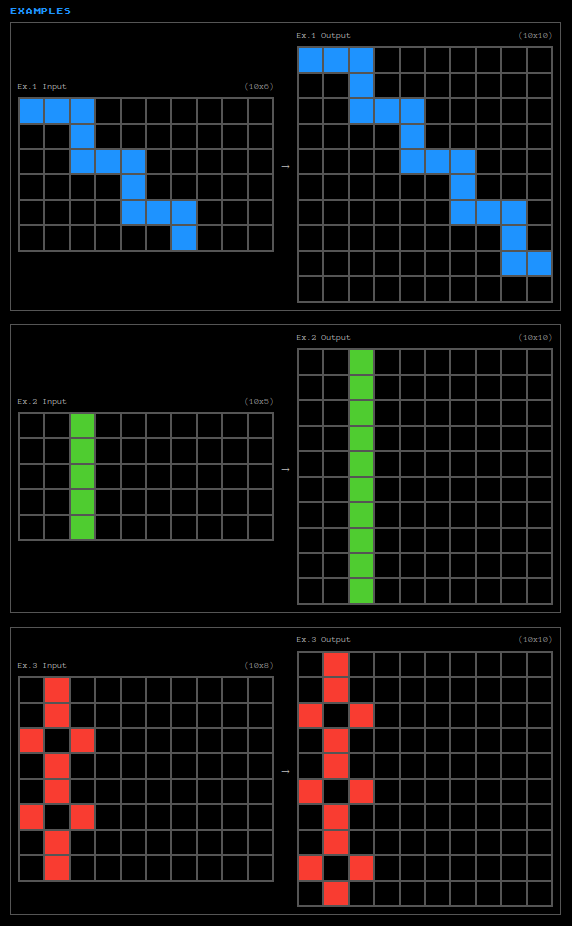 EXAMPLES
Ex.1 Input (10x6)
→
Ex.1 Output (10x10)
Ex.2 Input (10x5)
→
Ex.2 Output (10x10)
Ex.3 Input (10x8)
→
Ex.3 Output (10x10)